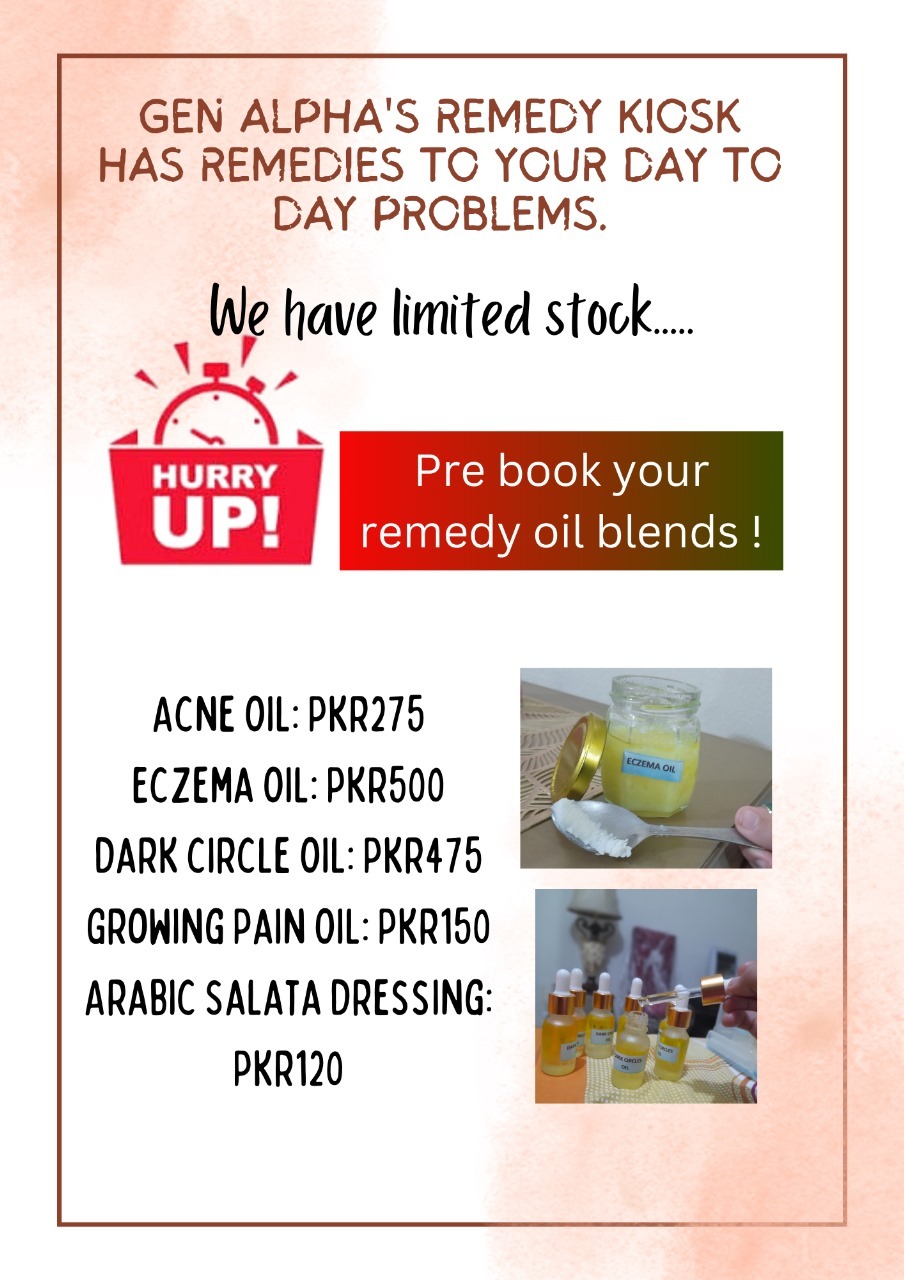 GEN ALPHA'S REMEDY KIOSK
HAS REMEDIES TO YOUR DAY TO
DAY PROBLEMS.
We have limited stock.....
HURRY
UP!
Pre book your
remedy oil blends !
ACNE OIL: PKR275
ECZEMA OIL: PKR500
DARK CIRCLE OIL: PKR475
GROWING PAIN OIL: PKR150
ARABIC SALATA DRESSING:
PKR120
ECZEMA OIL
DARK CIRCLES
OIL